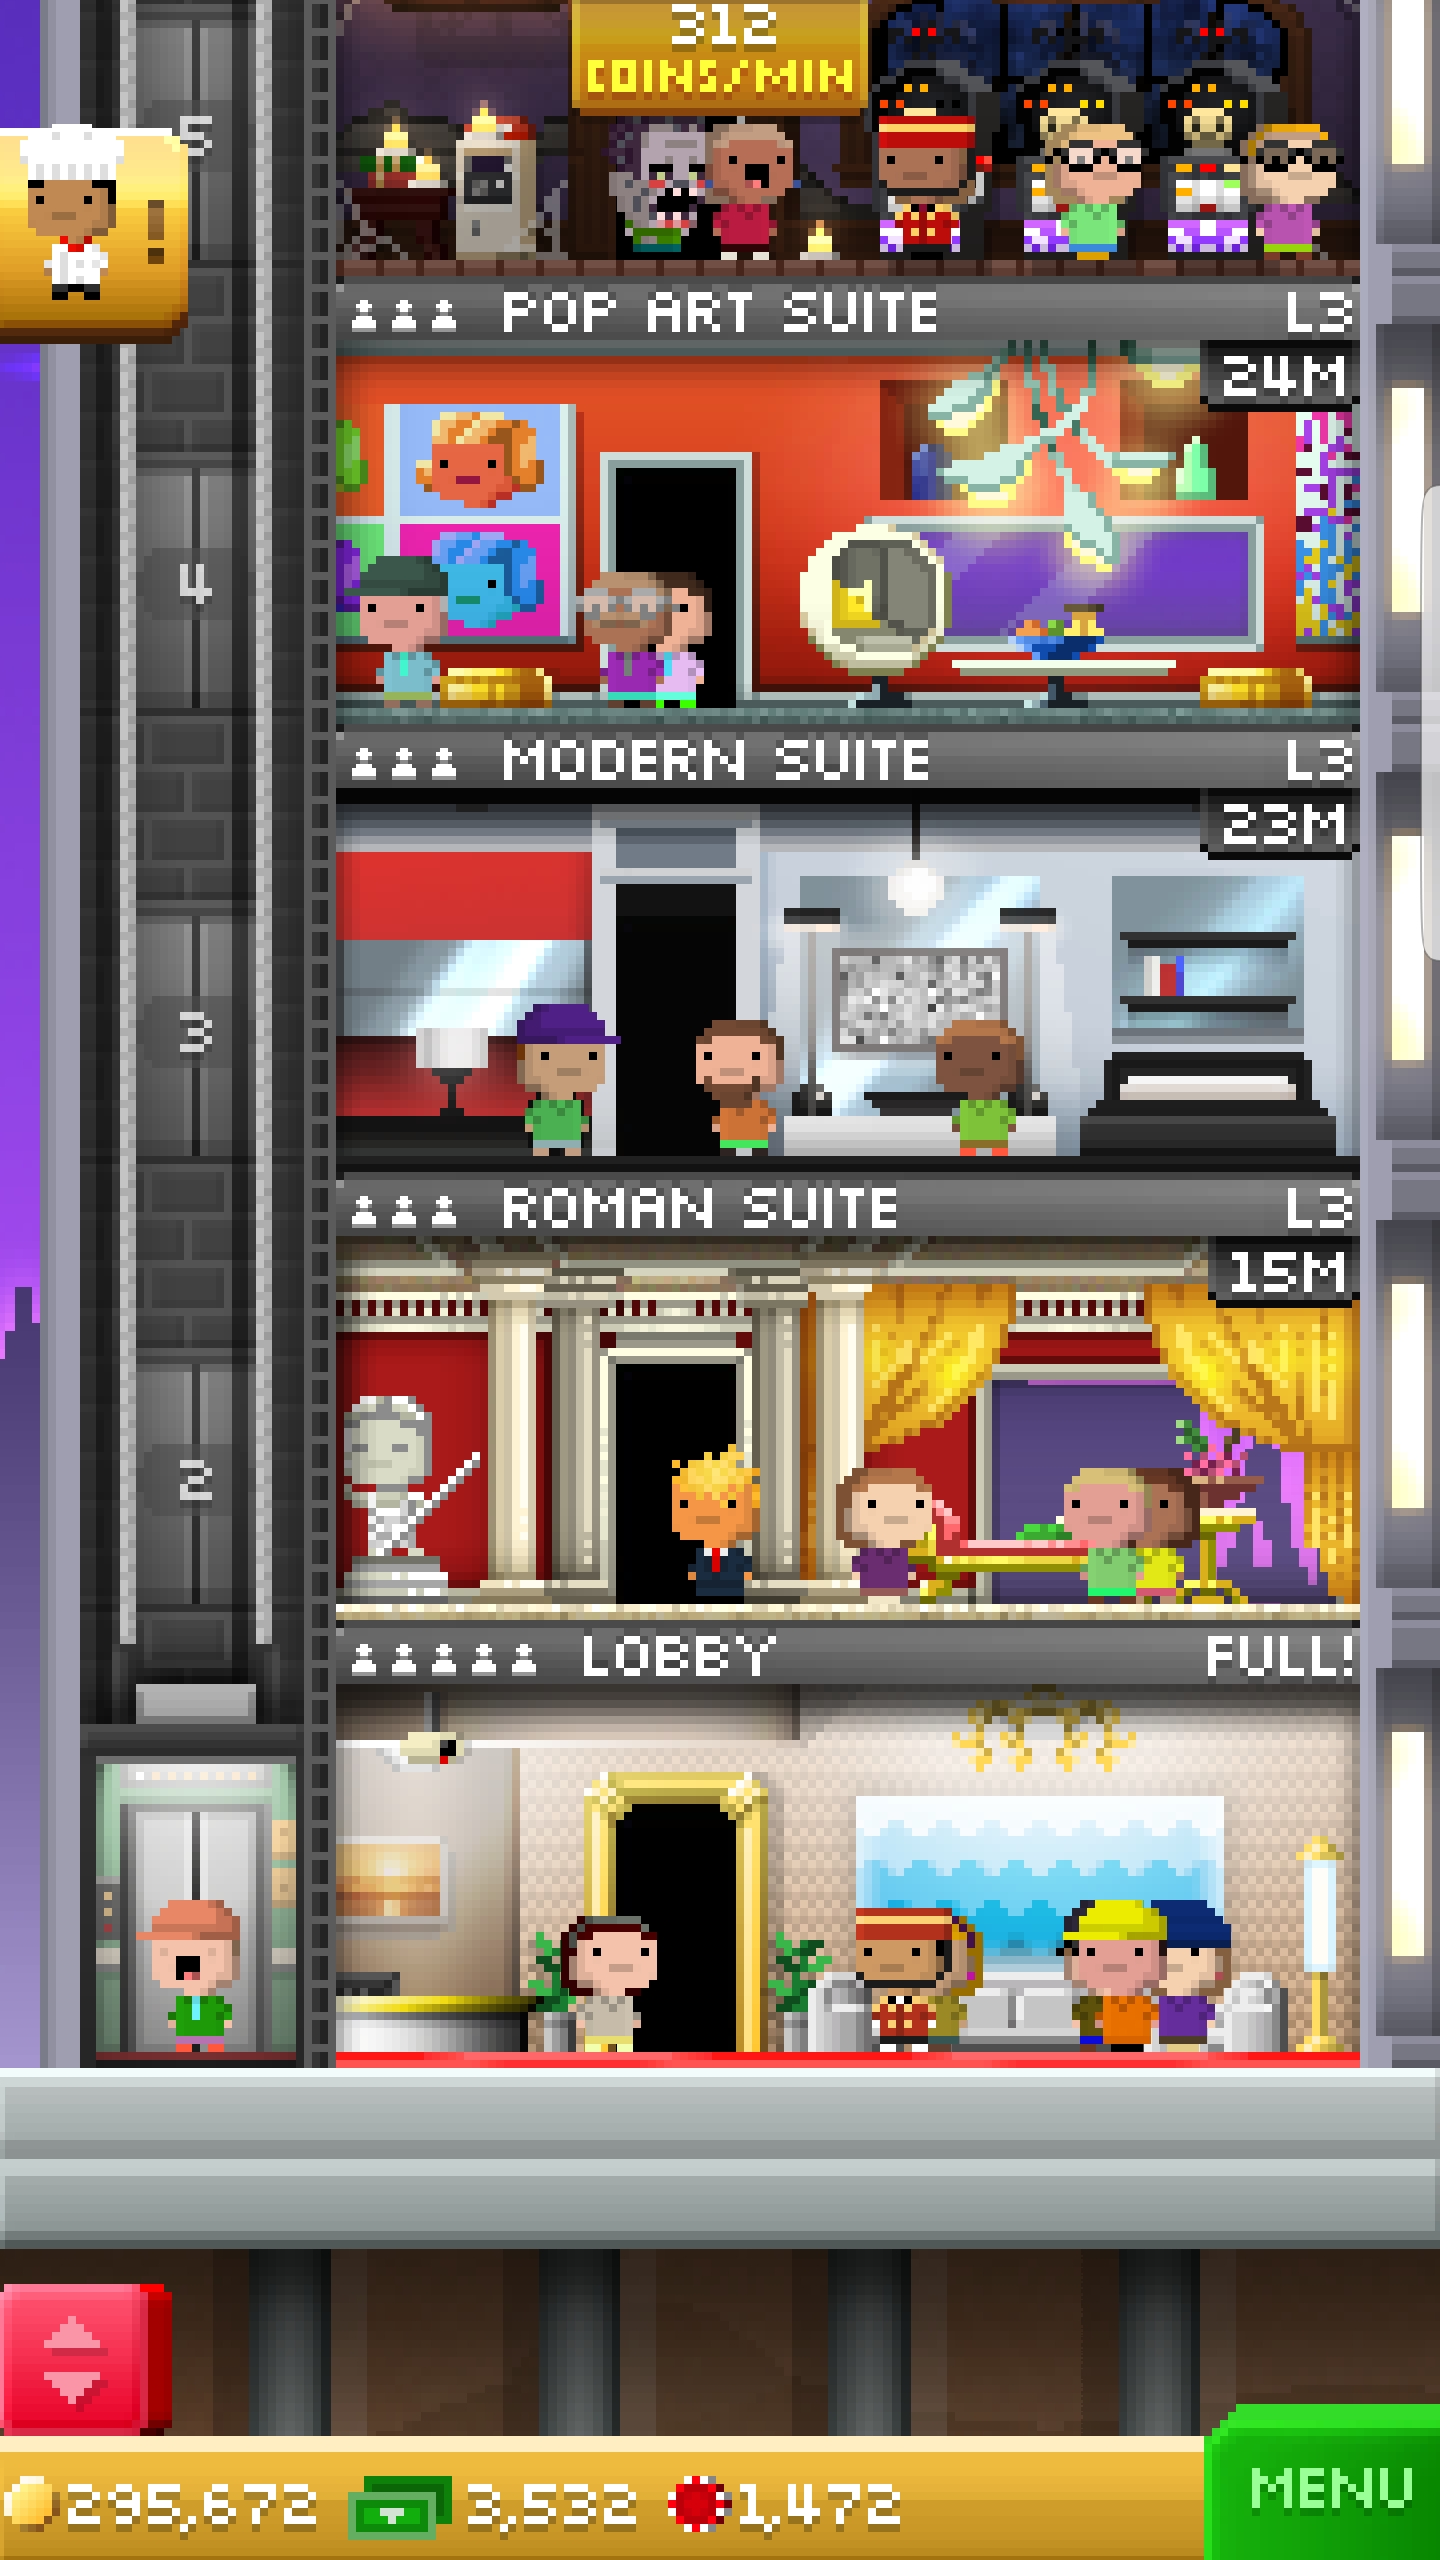 312
COINS/MIN
5
!
POP ART SUITE L3
24M
4
MODERN SUITE L3
23M
3
ROMAN SUITE L3
15M
2
LOBBY FULL!
295,672 3,532 1,472
MENU